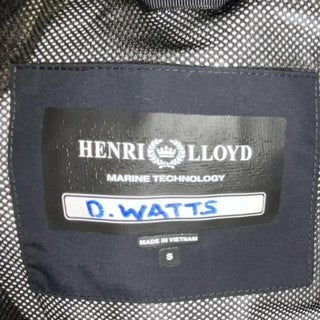 HENRI LLOYD
MARINE TECHNOLOGY
D. WATTS
MADE IN VIETNAM
S